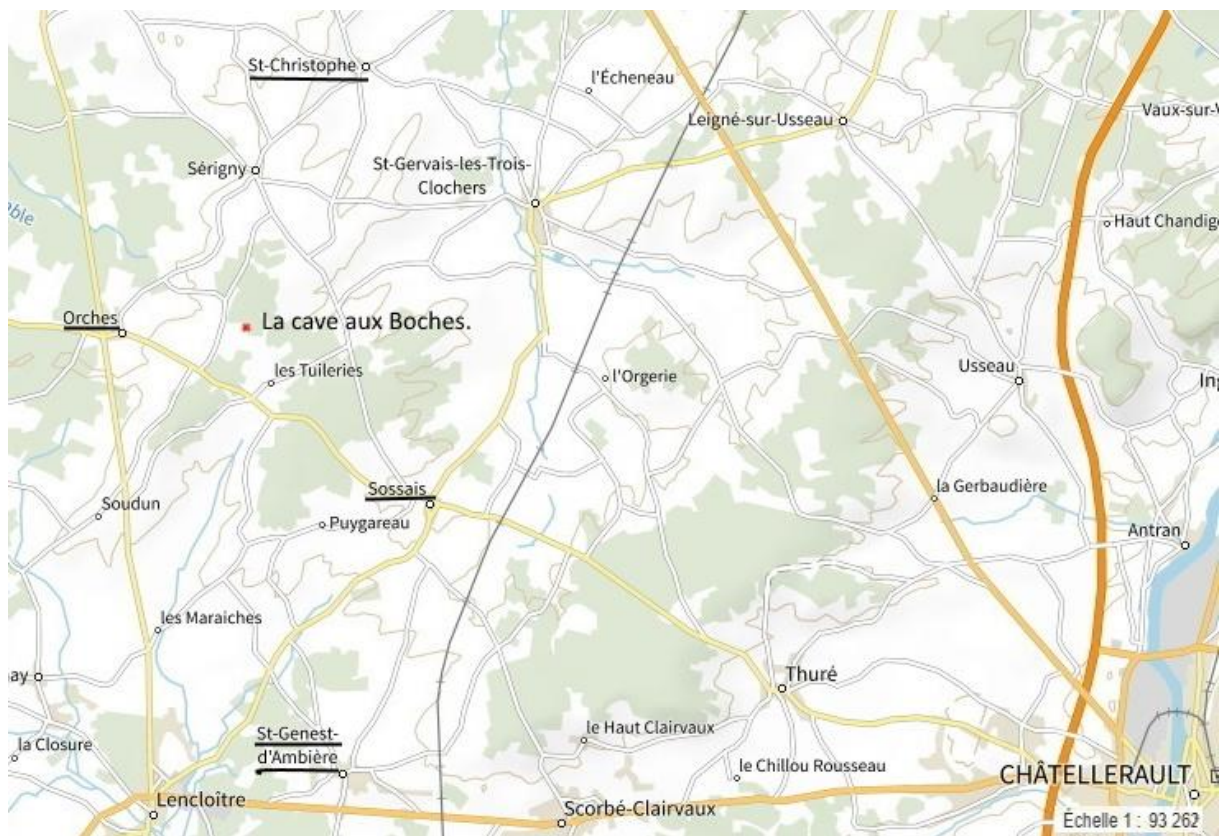 St-Christophe
l'Écheneau
Leigné-sur-Usseau
Vaux-sur-V
Sérigny
St-Gervais-les-Trois-
Clochers
Haut Chandig
ble
Orches
La cave aux Boches.
les Tuileries
l'Orgerie
Usseau
Ing
Sossais
la Gerbaudière
Soudun
Puygareau
Antran
les Maraiches
ay
Thuré
St-Genest-
d'Ambière
la Closure
le Haut Clairvaux
le Chillou Rousseau
CHÂTELLERAULT
Lencloître
Scorbé-Clairvaux
Échelle 1 : 93 262